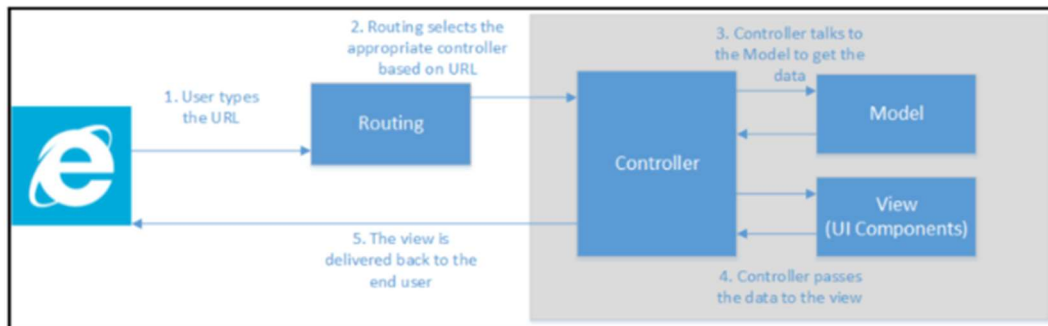 2. Routing selects the
appropriate controller
based on URL
3. Controller talks to
the Model to get the
data
1. User types
the URL
Routing
Model
Controller
View
(UI Components)
5. The view is
delivered back to the
end user
4. Controller passes
the data to the view